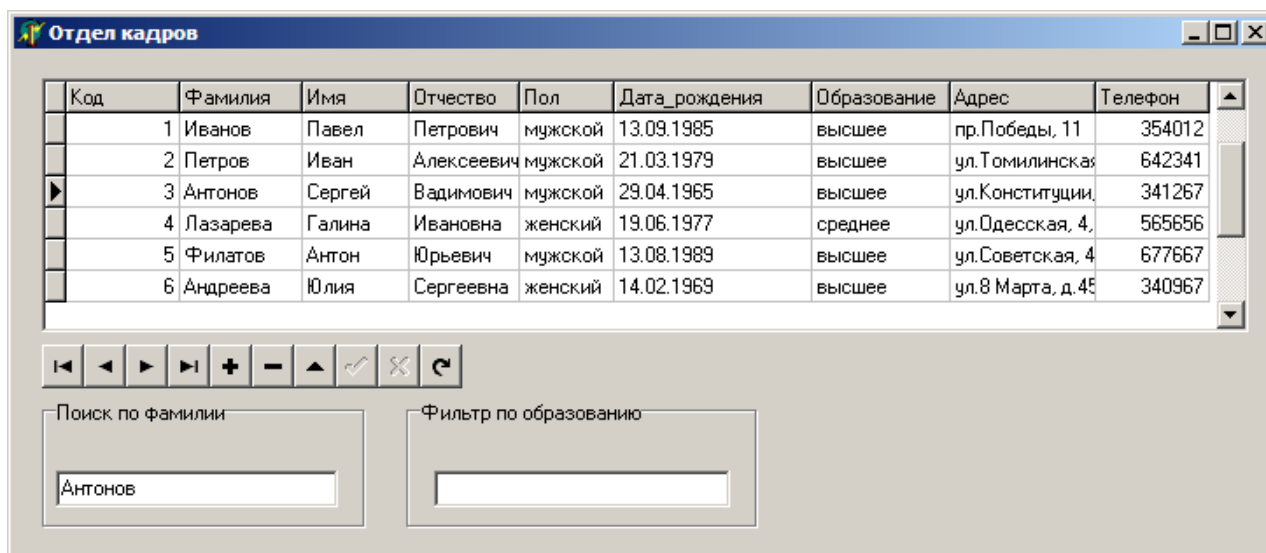 Отдел кадров
Код Фамилия Имя Отчество Пол Дата_рождения Образование Адрес Телефон
1 Иванов Павел Петрович мужской 13.09.1985 высшее пр.Победы, 11 354012
2 Петров Иван Алексеевич мужской 21.03.1979 высшее ул.Томилинская 642341
3 Антонов Сергей Вадимович мужской 29.04.1965 высшее ул.Конституции, 341267
4 Лазарева Галина Ивановна женский 19.06.1977 среднее ул.Одесская, 4, 565656
5 Филатов Антон Юрьевич мужской 13.08.1989 высшее ул.Советская, 4 677667
6 Андреева Юлия Сергеевна женский 14.02.1969 высшее ул.8 Марта, д.45 340967
Поиск по фамилии Фильтр по образованию
Антонов